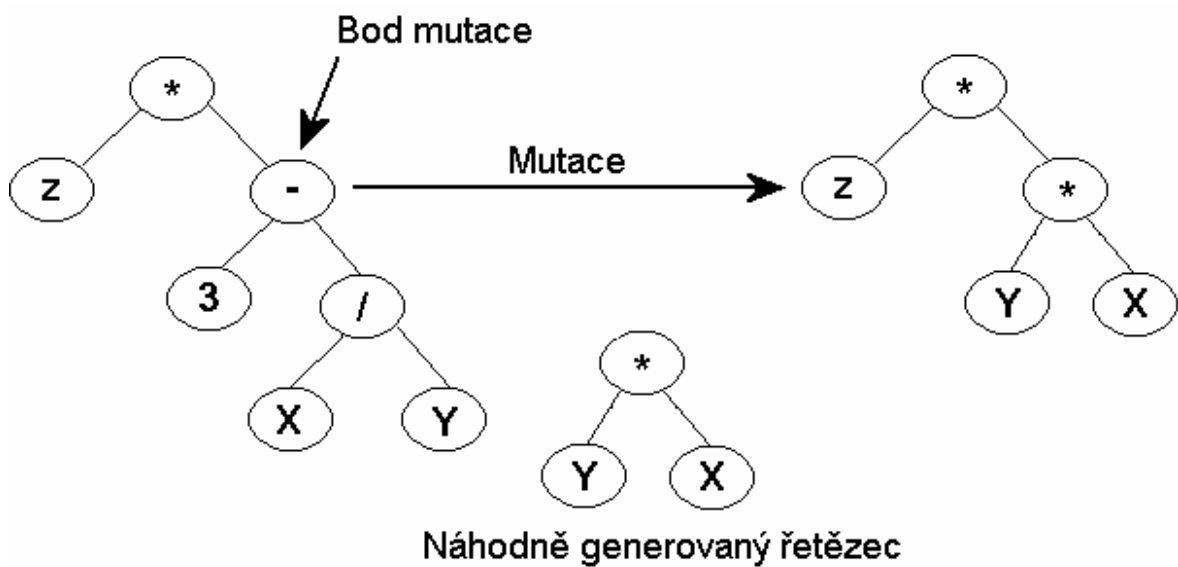 Bod mutace
*
*
z
-
Mutace
z
*
3
/
Y
X
*
X
Y
Y
X
Náhodně generovaný řetězec